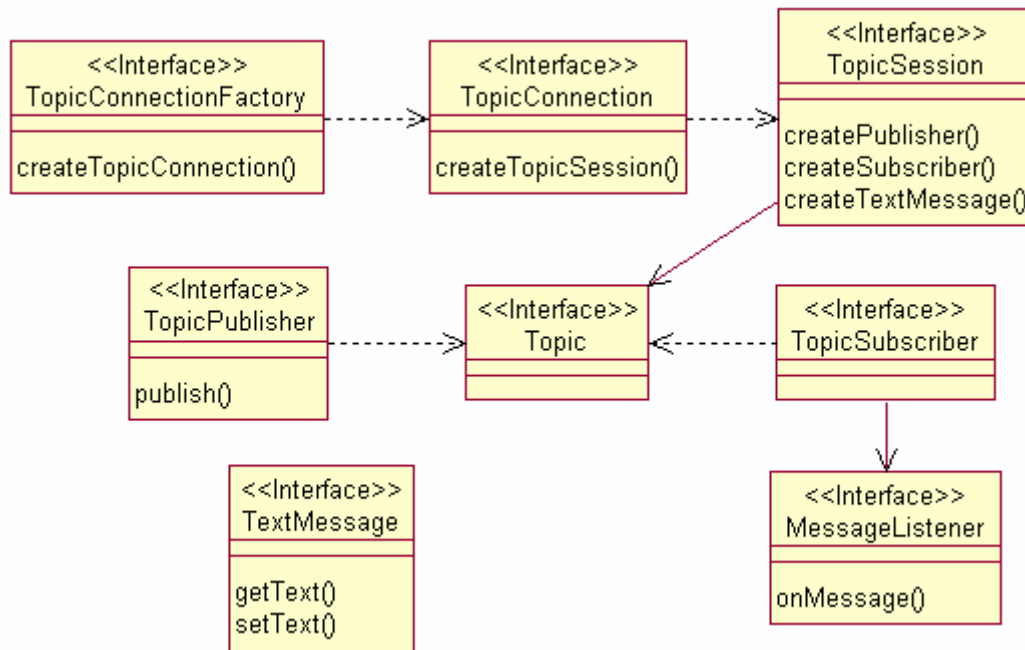 <<Interface>>
TopicConnectionFactory
createTopicConnection()
<<Interface>>
TopicConnection
createTopicSession()
<<Interface>>
TopicSession
createPublisher()
createSubscriber()
createTextMessage()
<<Interface>>
TopicPublisher
publish()
<<Interface>>
Topic
<<Interface>>
TopicSubscriber
<<Interface>>
TextMessage
getText()
setText()
<<Interface>>
MessageListener
onMessage()